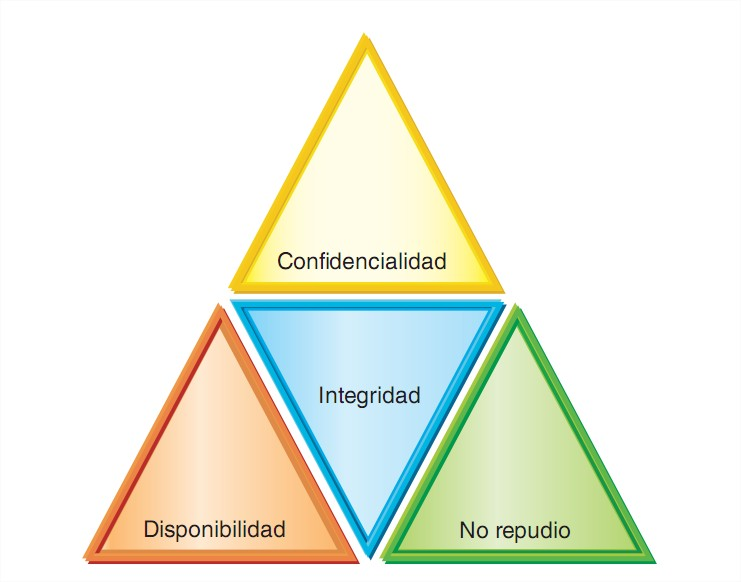 Confidencialidad
Integridad
Disponibilidad
No repudio